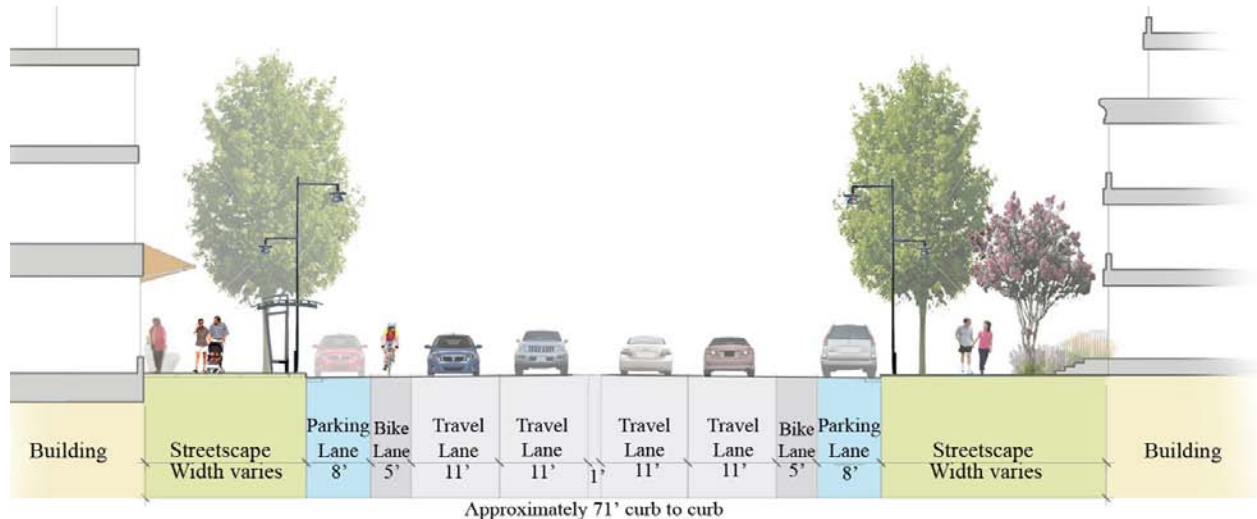 Building
Streetscape
Width varies
Parking
Lane
8’
Bike
Lane
5’
Travel
Lane
11’
Travel
Lane
11’
1’
Travel
Lane
11’
Travel
Lane
11’
Bike
Lane
5’
Parking
Lane
8’
Streetscape
Width varies
Building
Approximately 71’ curb to curb